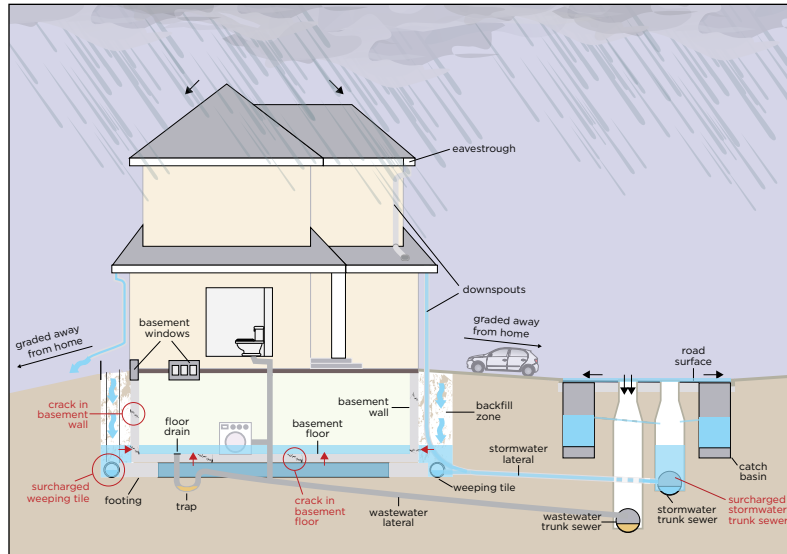 eavestrough
downspouts
graded away
from home
basement
windows
graded away
from home
road
surface
crack in
basement
wall
floor
drain
basement
floor
basement
wall
backfill
zone
stormwater
lateral
catch
basin
surcharged
weeping tile
footing
trap
crack in
basement
floor
wastewater
lateral
weeping tile
wastewater
trunk sewer
stormwater
trunk sewer
surcharged
stormwater
trunk sewer